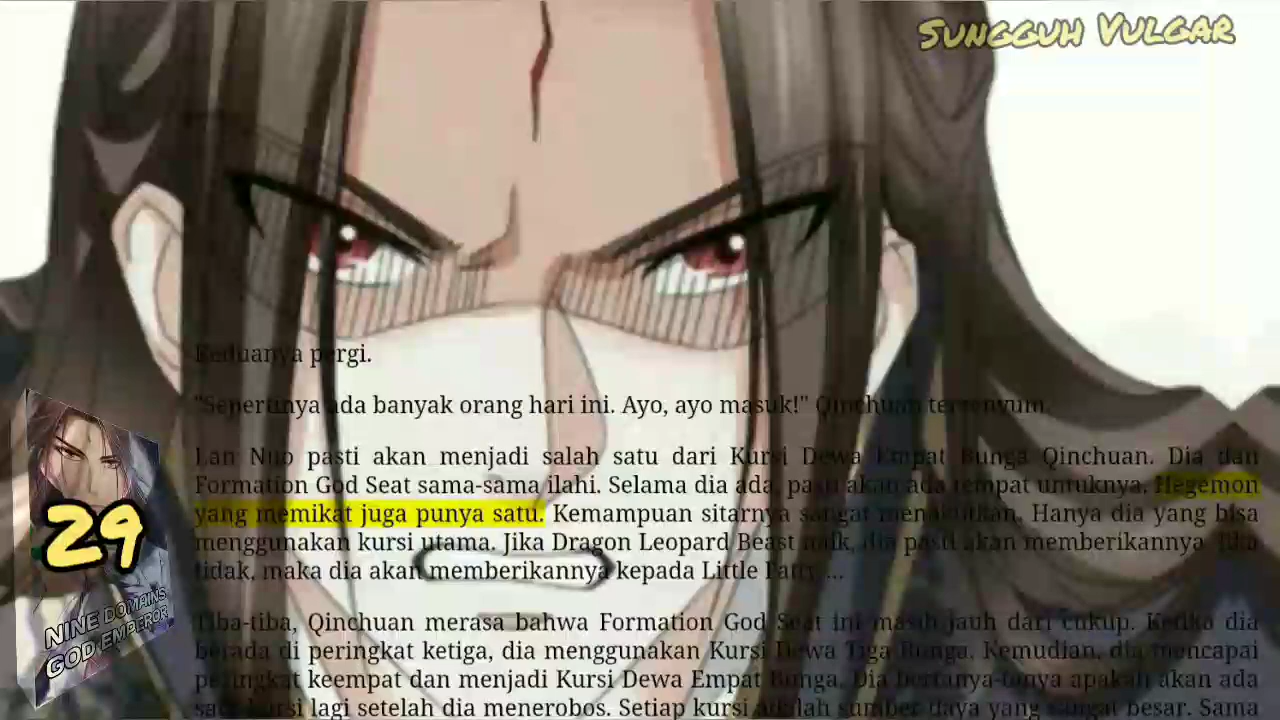 Sungguh Vulgar
Keduanya pergi.
"Sepertinya ada banyak orang hari ini. Ayo, ayo masuk!" Qinchuan tersenyum.
Lan Nuo pasti akan menjadi salah satu dari Kursi Dewa Empat Bunga Qinchuan. Dia dan
Formation God Seat sama-sama ilahi. Selama dia ada, pasti akan ada tempat untuknya. Hegemon
yang memikat juga punya satu. Kemampuan sitarnya sangat menakutkan. Hanya dia yang bisa
menggunakan kursi utama. Jika Dragon Leopard Beast naik, dia pasti akan memberikannya. Jika
tidak, maka dia akan memberikannya kepada Little Fatty ...
Tiba-tiba, Qinchuan merasa bahwa Formation God Seat ini masih jauh dari cukup. Ketika dia
berada di peringkat ketiga, dia menggunakan Kursi Dewa Tiga Bunga. Kemudian, dia mencapai
peringkat keempat dan menjadi Kursi Dewa Empat Bunga. Dia bertanya-tanya apakah akan ada
satu kursi lagi setelah dia menerobos. Setiap kursi adalah sumber daya yang sangat besar. Sama
29
NINE DOMAINS
GOD EMPEROR